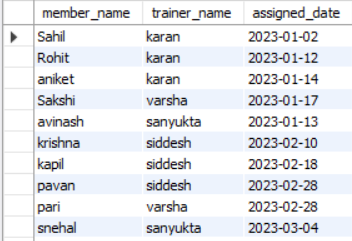 member_name trainer_name assigned_date
Sahil karan 2023-01-02
Rohit karan 2023-01-12
aniket karan 2023-01-14
Sakshi varsha 2023-01-17
avinash sanyukta 2023-01-13
krishna siddesh 2023-02-10
kapil siddesh 2023-02-18
pavan siddesh 2023-02-28
pari varsha 2023-02-28
snehal sanyukta 2023-03-04